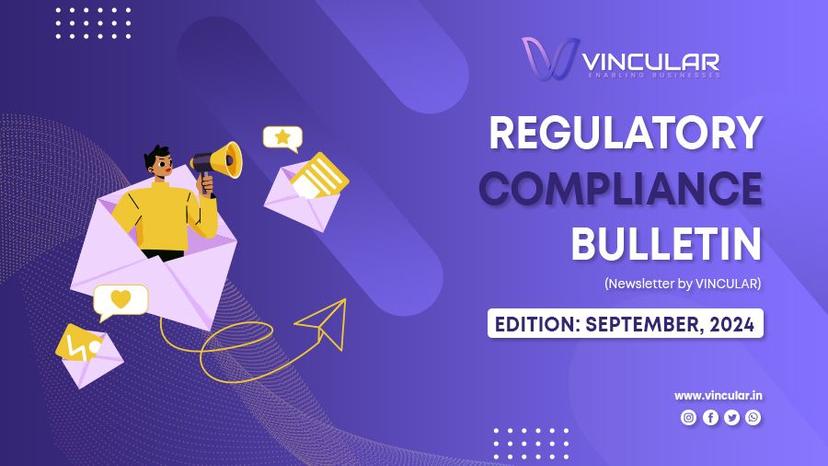 VINCULAR
ENABLING BUSINESSES
REGULATORY
COMPLIANCE
BULLETIN
(Newsletter by VINCULAR)
EDITION: SEPTEMBER, 2024
www.vincular.in